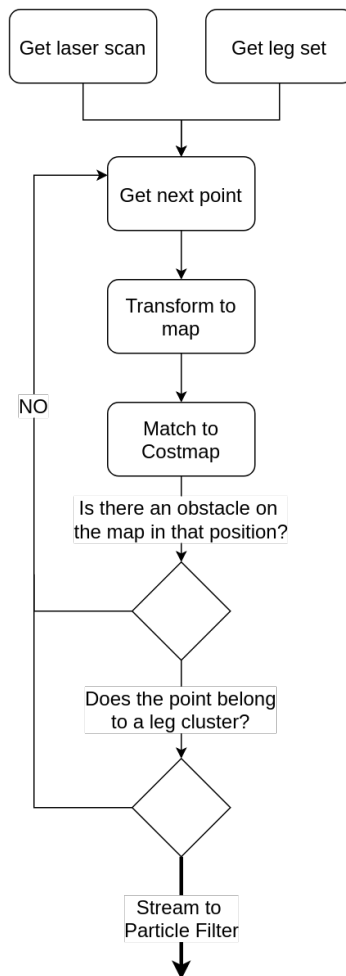 Get laser scan
Get leg set
Get next point
Transform to
map
NO
Match to
Costmap
Is there an obstacle on
the map in that position?
Does the point belong
to a leg cluster?
Stream to
Particle Filter